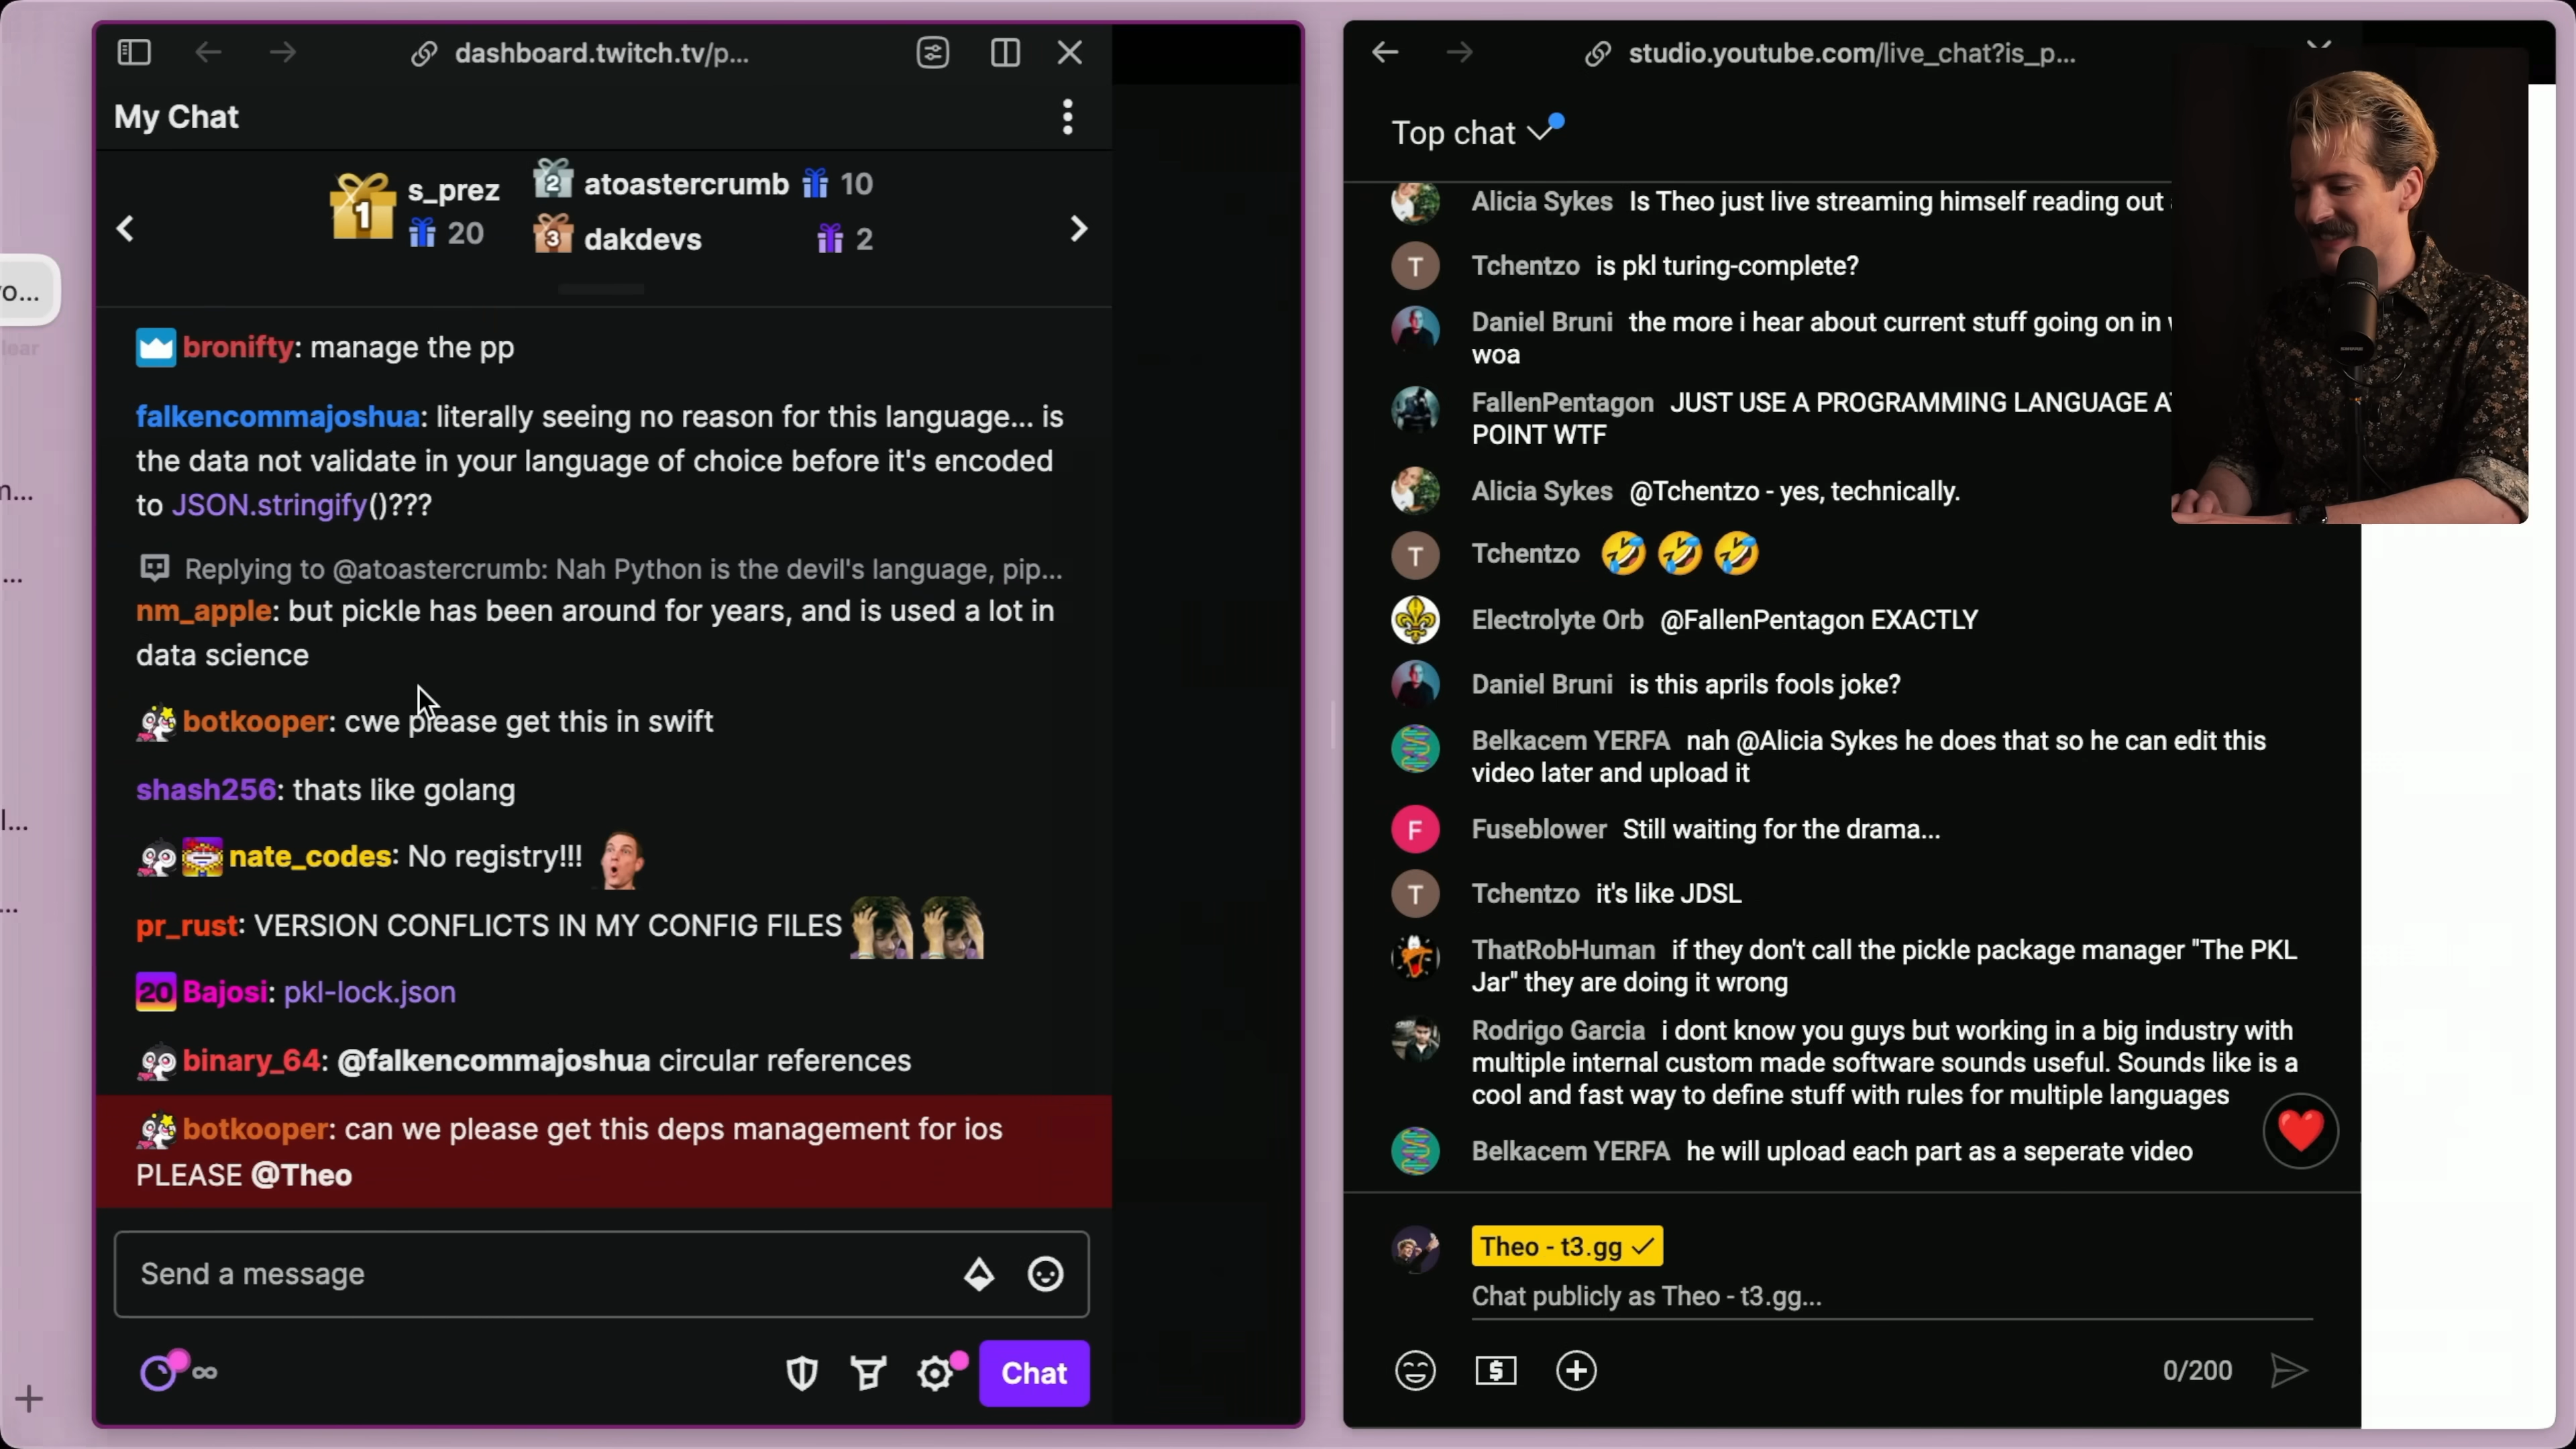 dashboard.twitch.tv/p...
My Chat
1
s_prez
20
2 atoastercrumb 10
3 dakdevs 2
bronifty: manage the pp
falkencommajoshua: literally seeing no reason for this language... is
the data not validate in your language of choice before it's encoded
to JSON.stringify()???
Replying to @atoastercrumb: Nah Python is the devil's language, pip...
nm_apple: but pickle has been around for years, and is used a lot in
data science
botkooper: cwe please get this in swift
shash256: thats like golang
nate_codes: No registry!!!
pr_rust: VERSION CONFLICTS IN MY CONFIG FILES
20 Bajosi: pkl-lock.json
binary_64: @falkencommajoshua circular references
botkooper: can we please get this deps management for ios
PLEASE @Theo
Send a message
Chat
studio.youtube.com/live_chat?is_p...
Top chat
Alicia Sykes Is Theo just live streaming himself reading out
T Tchentzo is pkl turing-complete?
Daniel Bruni the more i hear about current stuff going on in
woa
FallenPentagon JUST USE A PROGRAMMING LANGUAGE
POINT WTF
Alicia Sykes @Tchentzo - yes, technically.
T Tchentzo 🤣🤣🤣
Electrolyte Orb @FallenPentagon EXACTLY
Daniel Bruni is this aprils fools joke?
Belkacem YERFA nah @Alicia Sykes he does that so he can edit this
video later and upload it
F Fuseblower Still waiting for the drama...
T Tchentzo it's like JDSL
ThatRobHuman if they don't call the pickle package manager "The PKL
Jar" they are doing it wrong
Rodrigo Garcia i dont know you guys but working in a big industry with
multiple internal custom made software sounds useful. Sounds like is a
cool and fast way to define stuff with rules for multiple languages
Belkacem YERFA he will upload each part as a seperate video
Theo - t3.gg
Chat publicly as Theo - t3.gg...
0/200